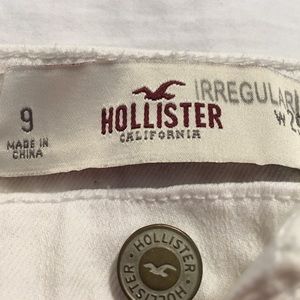 IRREGULAR
9
HOLLISTER
CALIFORNIA
MADE IN
CHINA
HOLLISTER
HOLLISTER